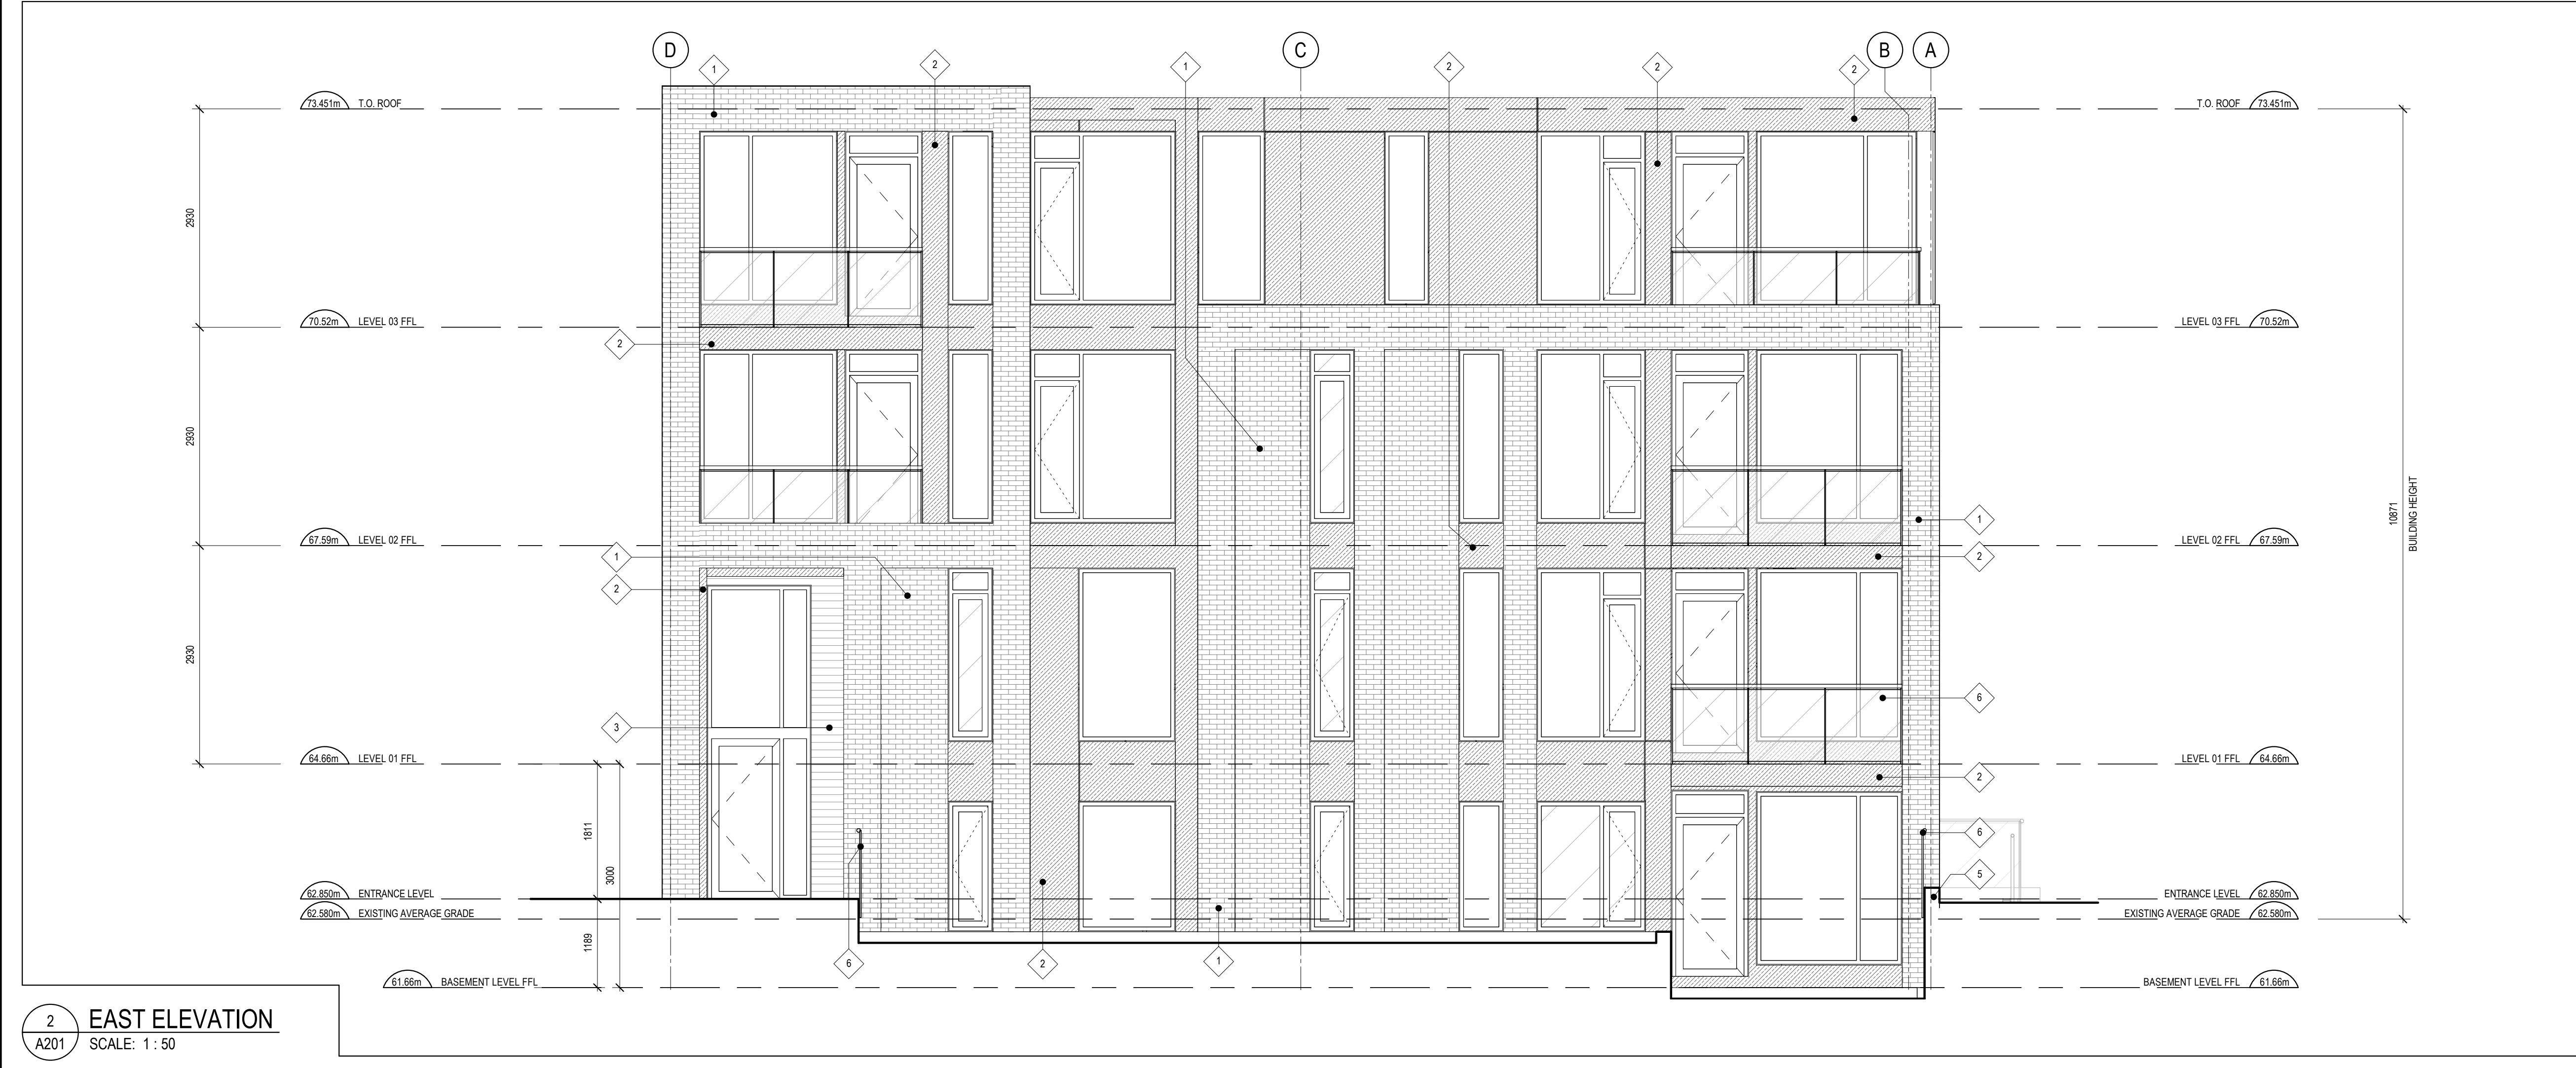 D
C
B
A
1
2
1
2
2
2
73.451m T.O. ROOF
T.O. ROOF 73.451m
2930
70.52m LEVEL 03 FFL
LEVEL 03 FFL 70.52m
2
2930
10871
BUILDING HEIGHT
1
67.59m LEVEL 02 FFL
LEVEL 02 FFL 67.59m
1
2
2
2930
6
3
64.66m LEVEL 01 FFL
LEVEL 01 FFL 64.66m
2
1811
6
3000
5
62.850m ENTRANCE LEVEL
ENTRANCE LEVEL 62.850m
62.580m EXISTING AVERAGE GRADE
EXISTING AVERAGE GRADE 62.580m
1189
6
2
1
61.66m BASEMENT LEVEL FFL
BASEMENT LEVEL FFL 61.66m
2
A201
EAST ELEVATION
SCALE: 1 : 50